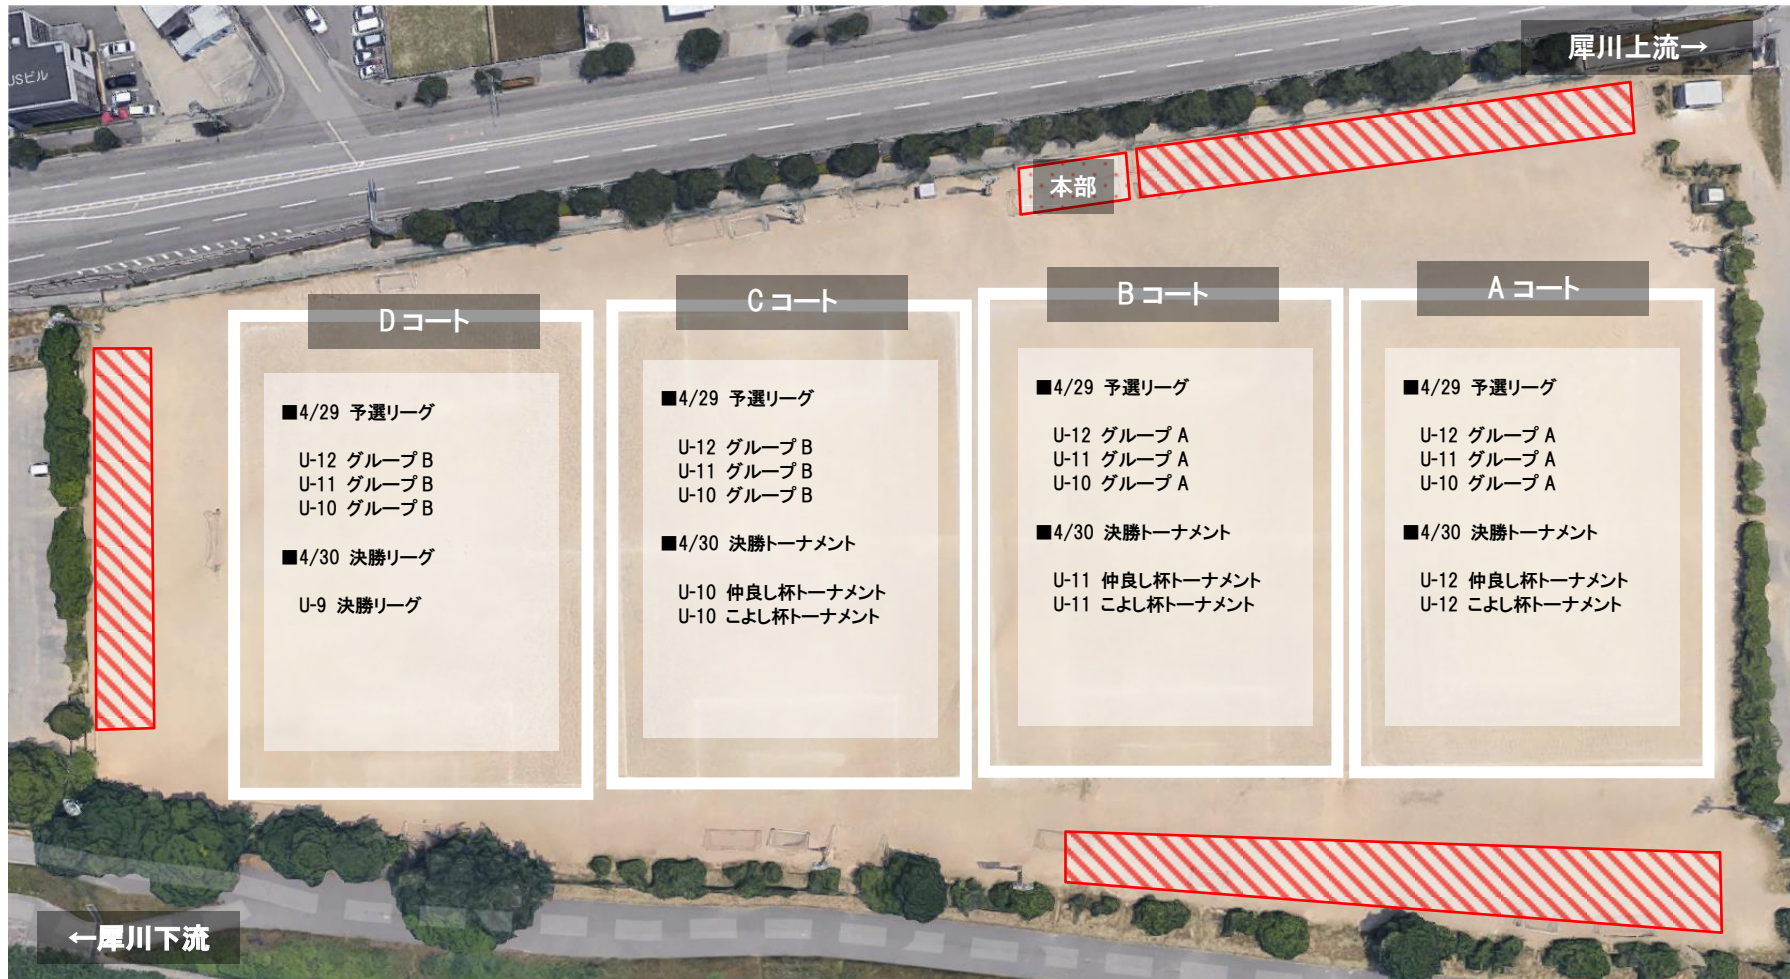 犀川上流→
USビル
本部
Dコート
■4/29 予選リーグ
U-12 グループB
U-11 グループB
U-10 グループB
■4/30 決勝リーグ
U-9 決勝リーグ
Cコート
■4/29 予選リーグ
U-12 グループB
U-11 グループB
U-10 グループB
■4/30 決勝トーナメント
U-10 仲良し杯トーナメント
U-10 こよし杯トーナメント
Bコート
■4/29 予選リーグ
U-12 グループA
U-11 グループA
U-10 グループA
■4/30 決勝トーナメント
U-11 仲良し杯トーナメント
U-11 こよし杯トーナメント
Aコート
■4/29 予選リーグ
U-12 グループA
U-11 グループA
U-10 グループA
■4/30 決勝トーナメント
U-12 仲良し杯トーナメント
U-12 こよし杯トーナメント
←犀川下流